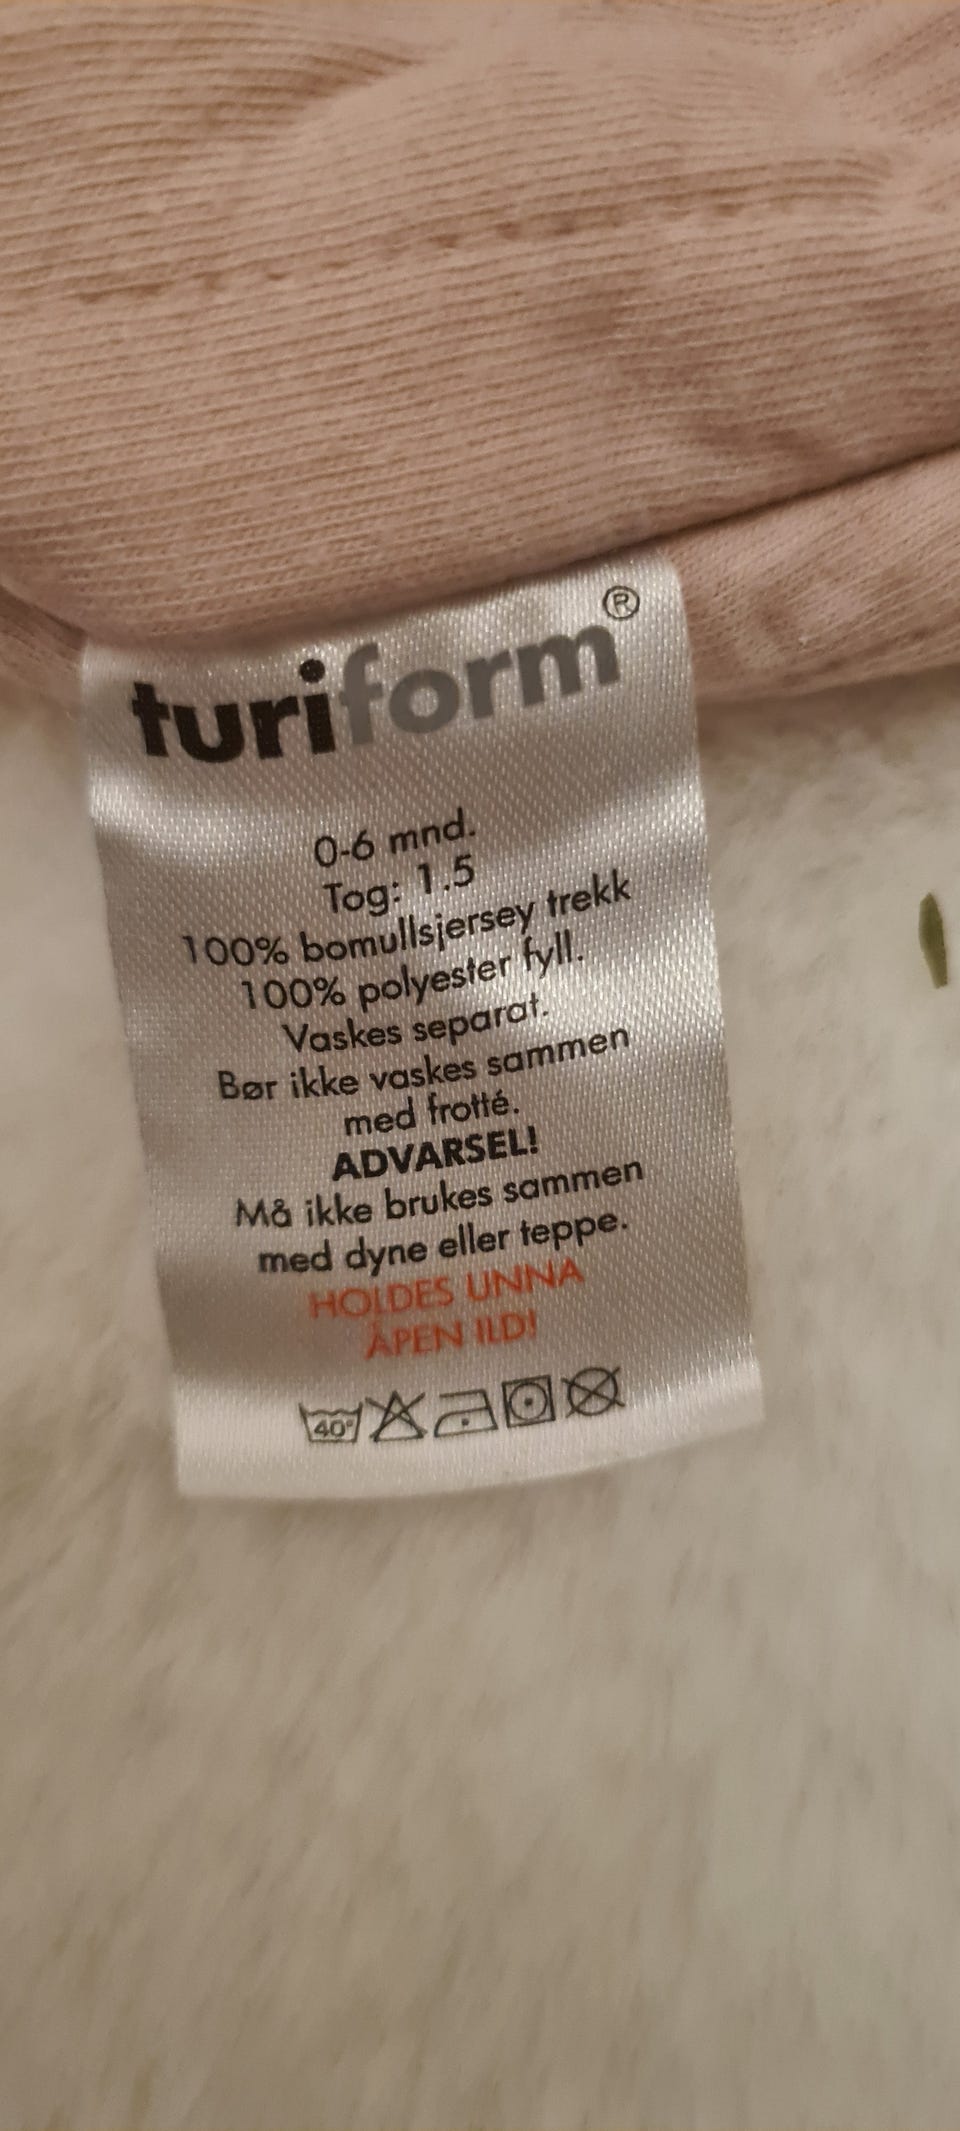 turiform®
0-6 mnd.
Tog: 1.5
100% bomullsjersey trekk
100% polyester fyll.
Vaskes separat.
Bør ikke vaskes sammen
med frotté.
ADVARSEL!
Må ikke brukes sammen
med dyne eller teppe.
HOLDES UNNA
ÅPEN ILD!
40°